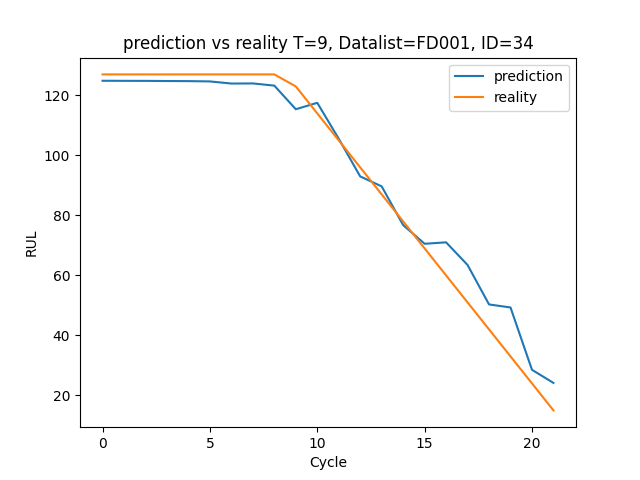 prediction vs reality T=9, Datalist=FD001, ID=34
prediction
reality
RUL
120
100
80
60
40
20
0
5
10
15
20
Cycle